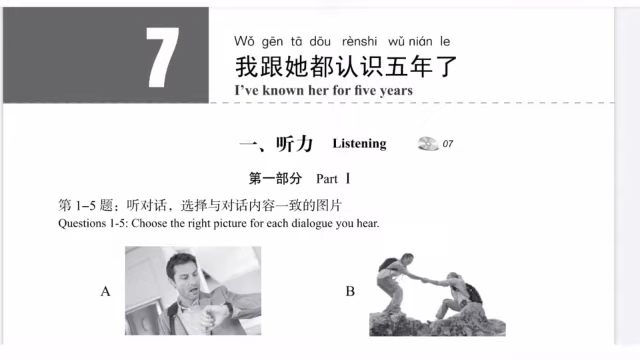 7
Wǒ gēn tā dōu rènshi wǔ nián le
我跟她都认识五年了
I've known her for five years
一、听力 Listening 07
第一部分 Part Ⅰ
第 1-5 题：听对话，选择与对话内容一致的图片
Questions 1-5: Choose the right picture for each dialogue you hear.
A
B